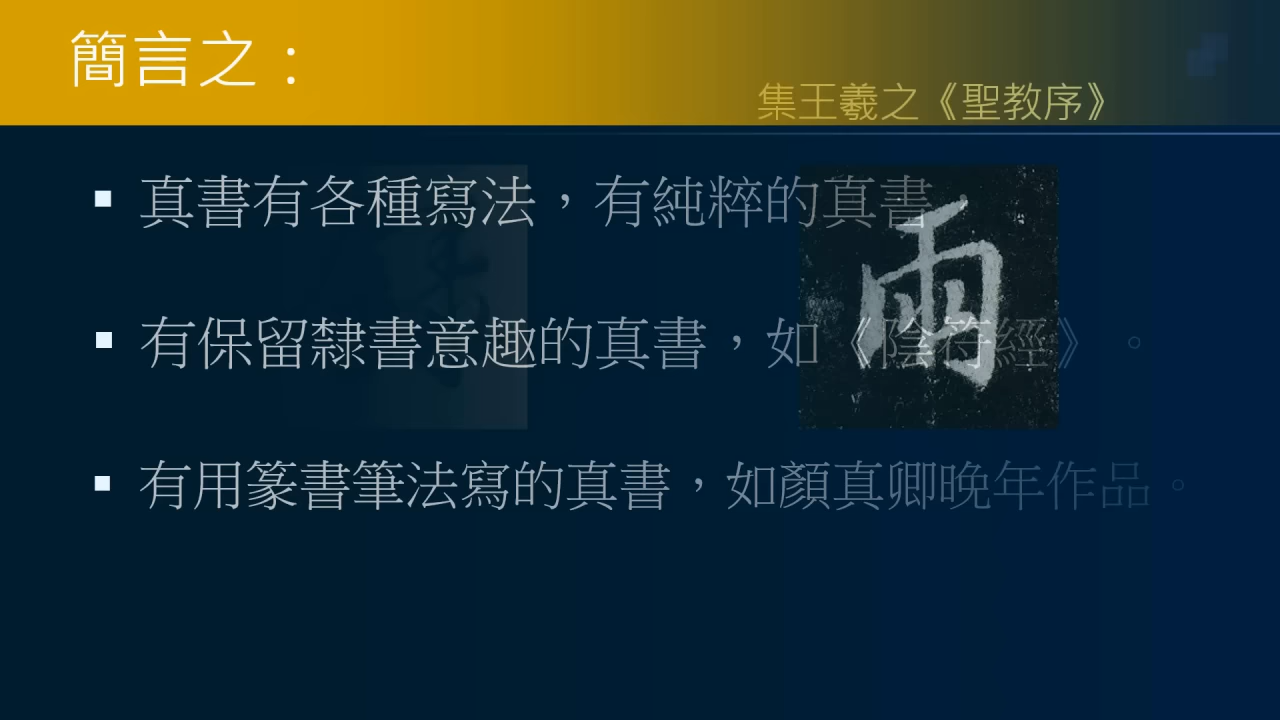 簡言之：
集王羲之《聖教序》
真書有各種寫法，有純粹的真書，
雨
有保留隸書意趣的真書，如《陰符經》。
有用篆書筆法寫的真書，如顏真卿晚年作品。